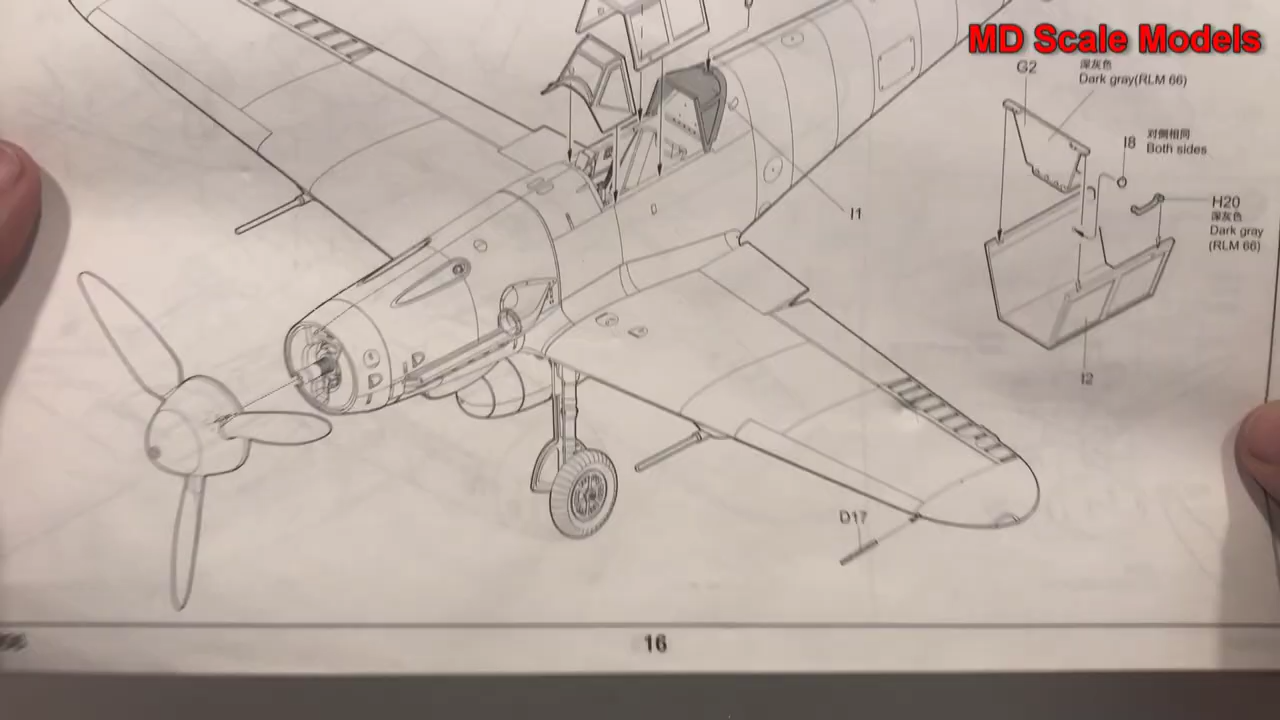 MD Scale Models
G2
深灰色
Dark gray(RLM 66)
I8
对侧相同
Both sides
H20
深灰色
Dark gray
(RLM 66)
I1
I2
D17
16